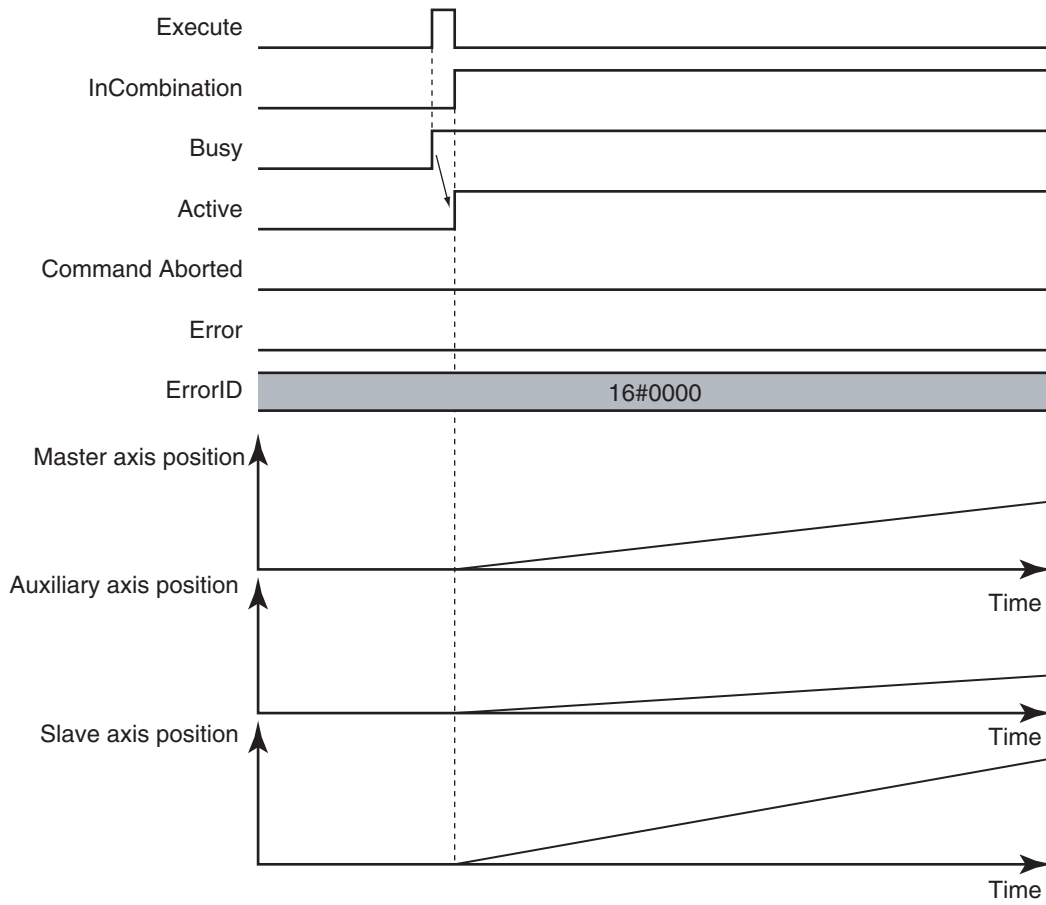 Execute
InCombination
Busy
Active
Command Aborted
Error
ErrorID
16#0000
Master axis position
Time
Auxiliary axis position
Time
Slave axis position
Time